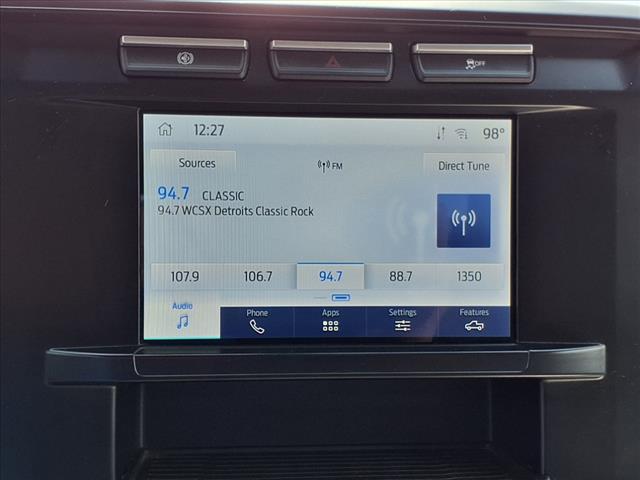 OFF
12:27 98°
Sources FM Direct Tune
94.7 CLASSIC
94.7 WCSX Detroits Classic Rock
107.9 106.7 94.7 88.7 1350
Audio Phone Apps Settings Features